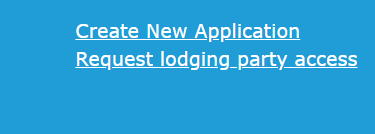 Create New Application
Request lodging party access